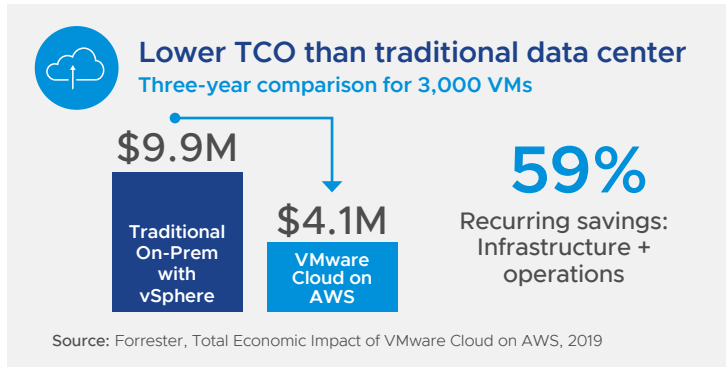 Lower TCO than traditional data center
Three-year comparison for 3,000 VMs
$9.9M
Traditional
On-Prem
with
vSphere
$4.1M
VMware
Cloud on
AWS
59%
Recurring savings:
Infrastructure +
operations
Source: Forrester, Total Economic Impact of VMware Cloud on AWS, 2019